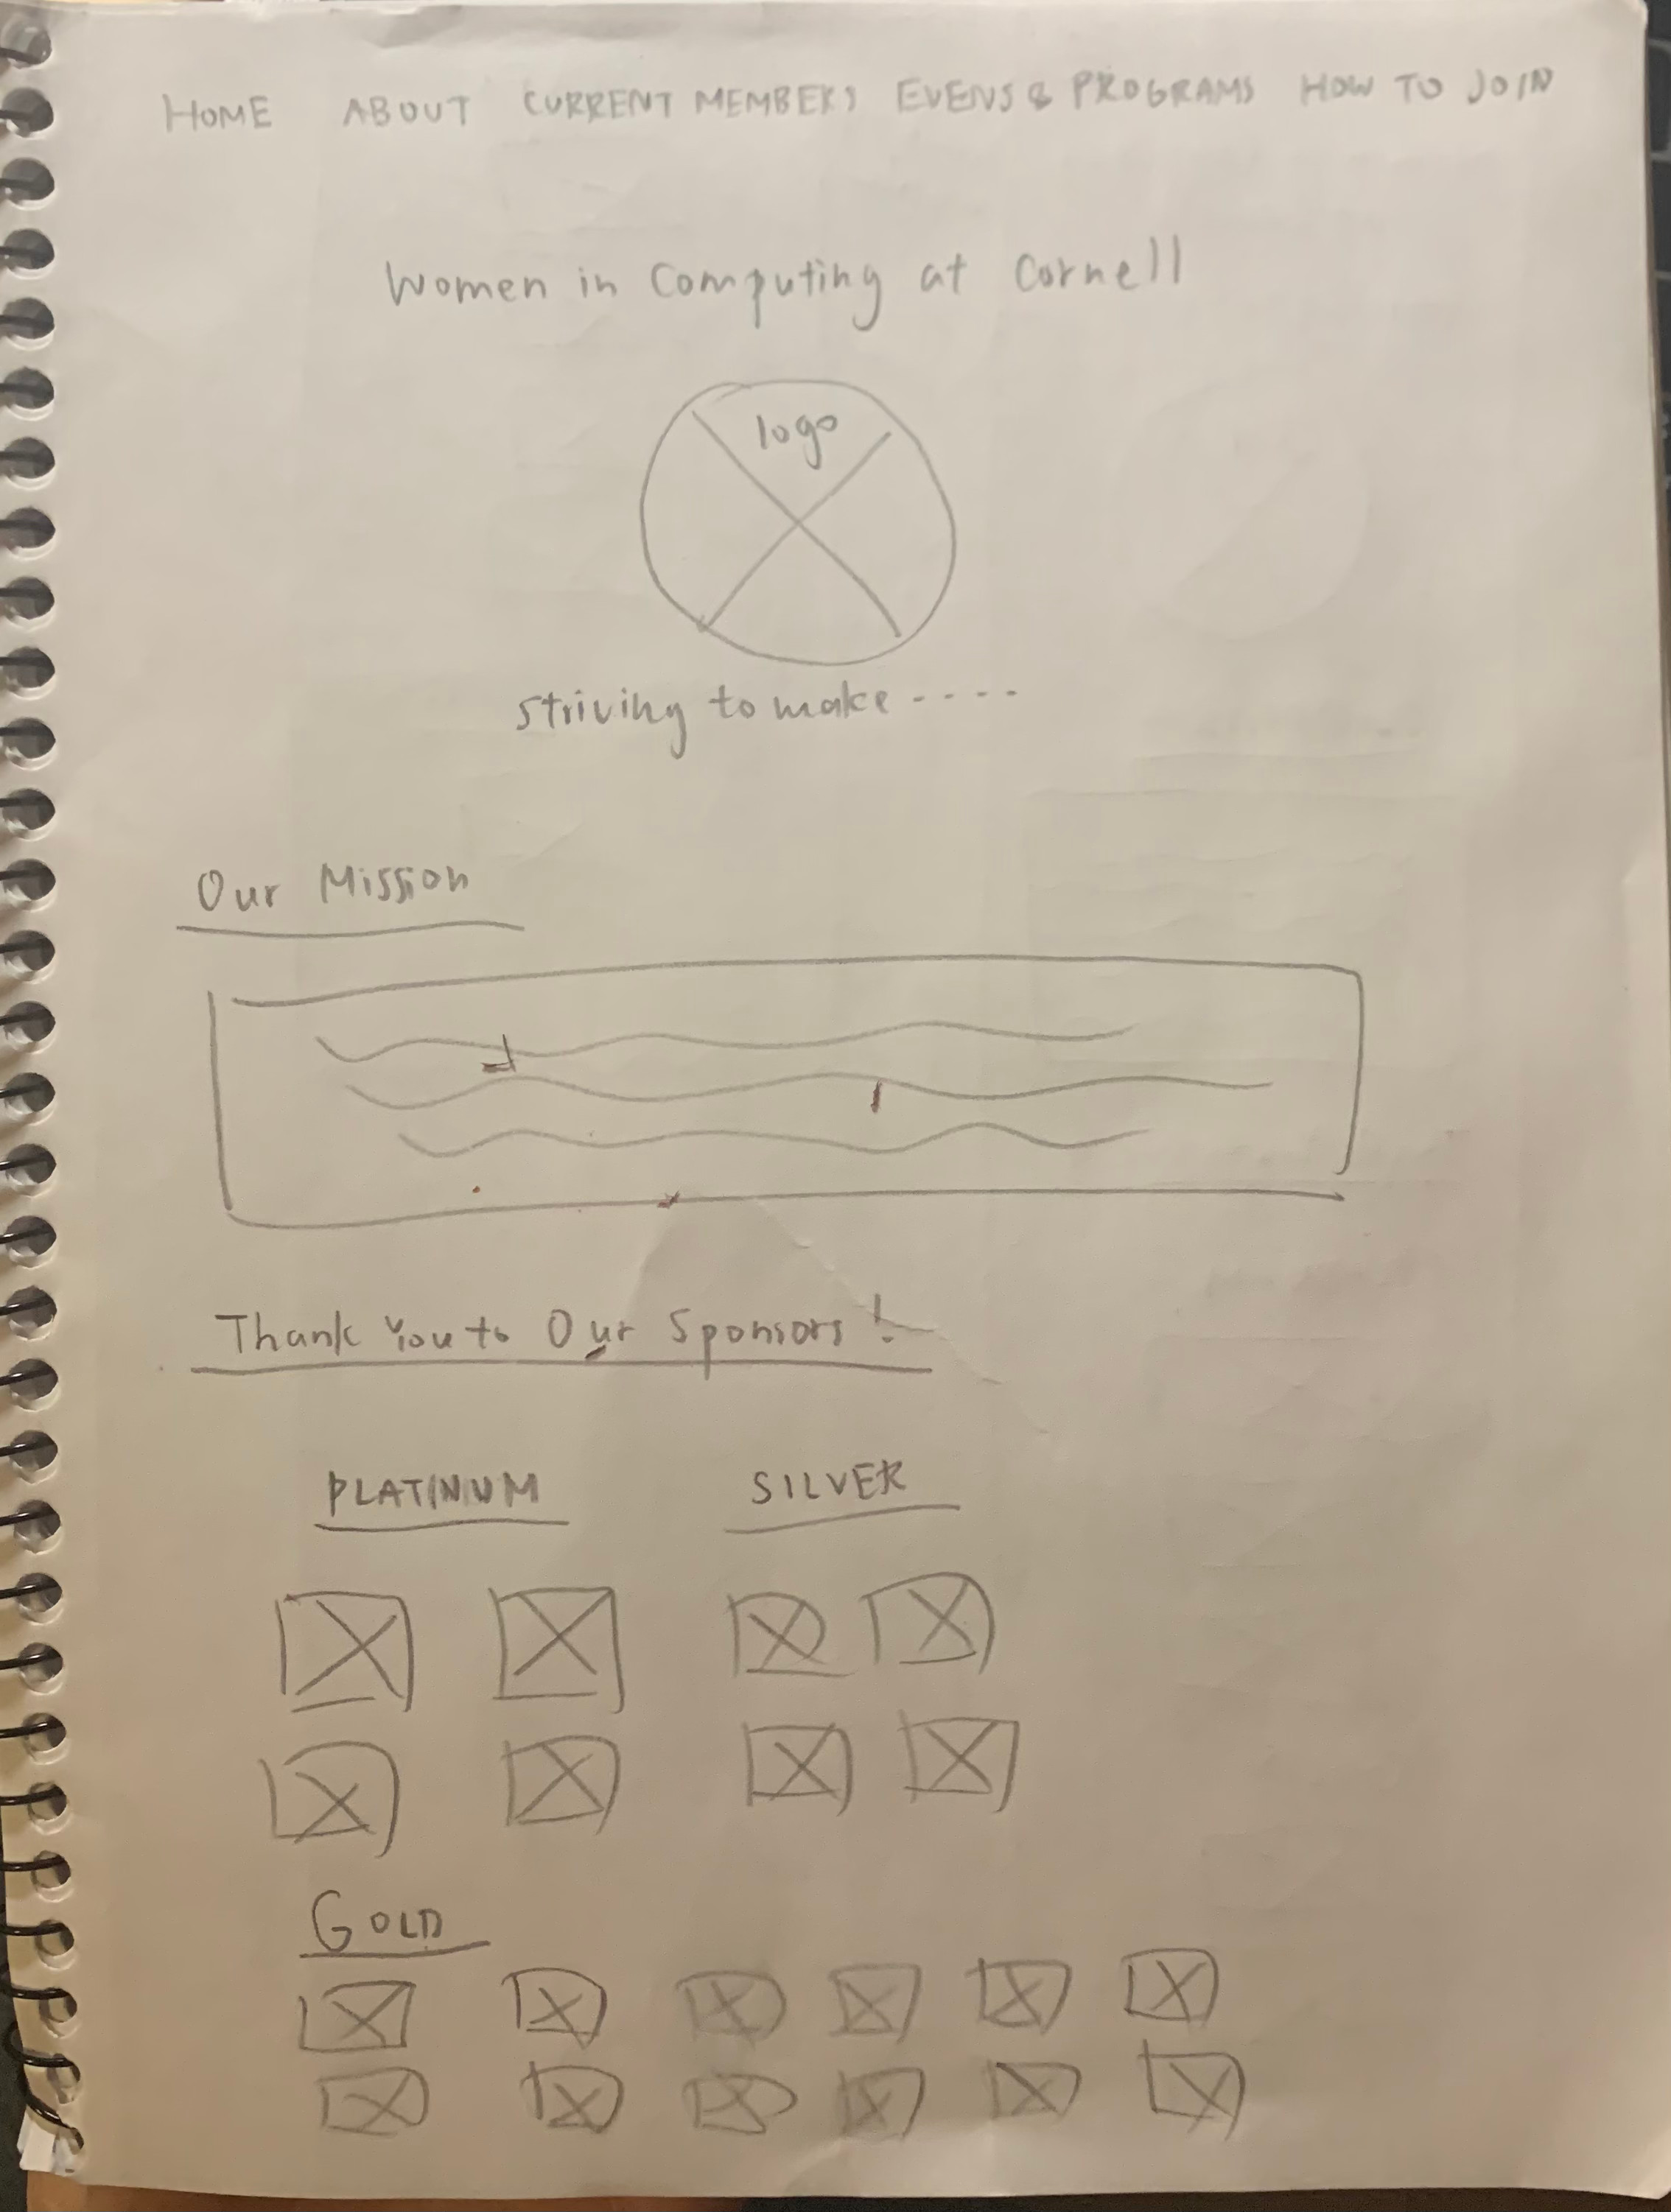 HOME ABOUT CURRENT MEMBERS EVENS & PROGRAMS HOW TO JOIN
Women in Computing at Cornell
logo
striving to make ----
Our Mission
Thank You to Our Sponsors!
PLATINUM SILVER
GOLD